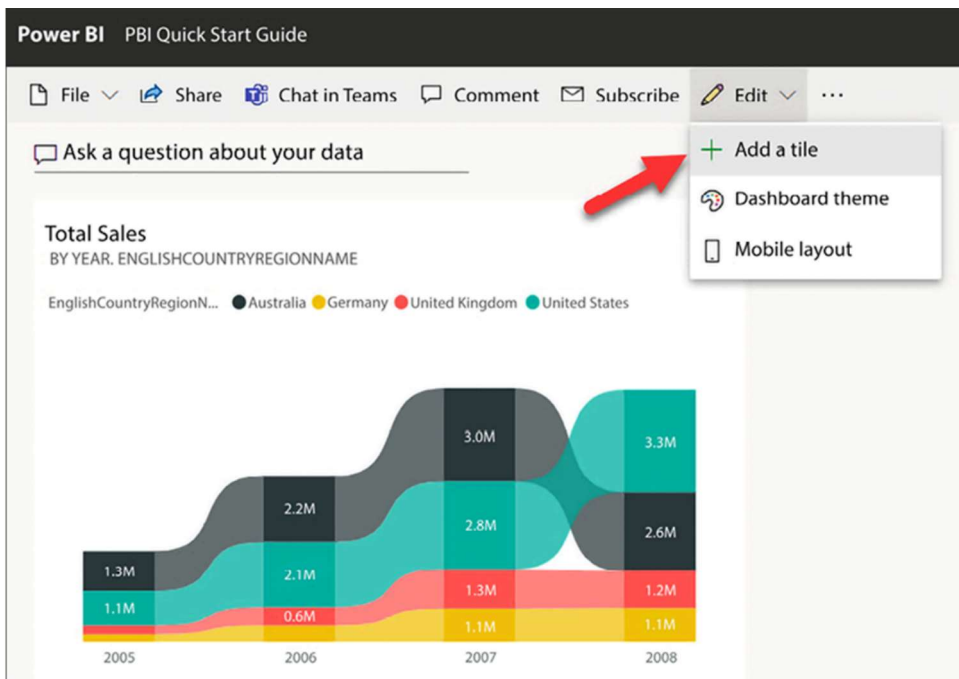 Power BI PBI Quick Start Guide
File Share Chat in Teams Comment Subscribe Edit ...
Ask a question about your data
Add a tile
Dashboard theme
Mobile layout
Total Sales
BY YEAR. ENGLISHCOUNTRYREGIONNAME
EnglishCountryRegionN... Australia Germany United Kingdom United States
3.0M
3.3M
2.2M
2.8M
2.6M
1.3M
2.1M
1.3M
1.2M
1.1M
0.6M
1.1M
1.1M
2005 2006 2007 2008